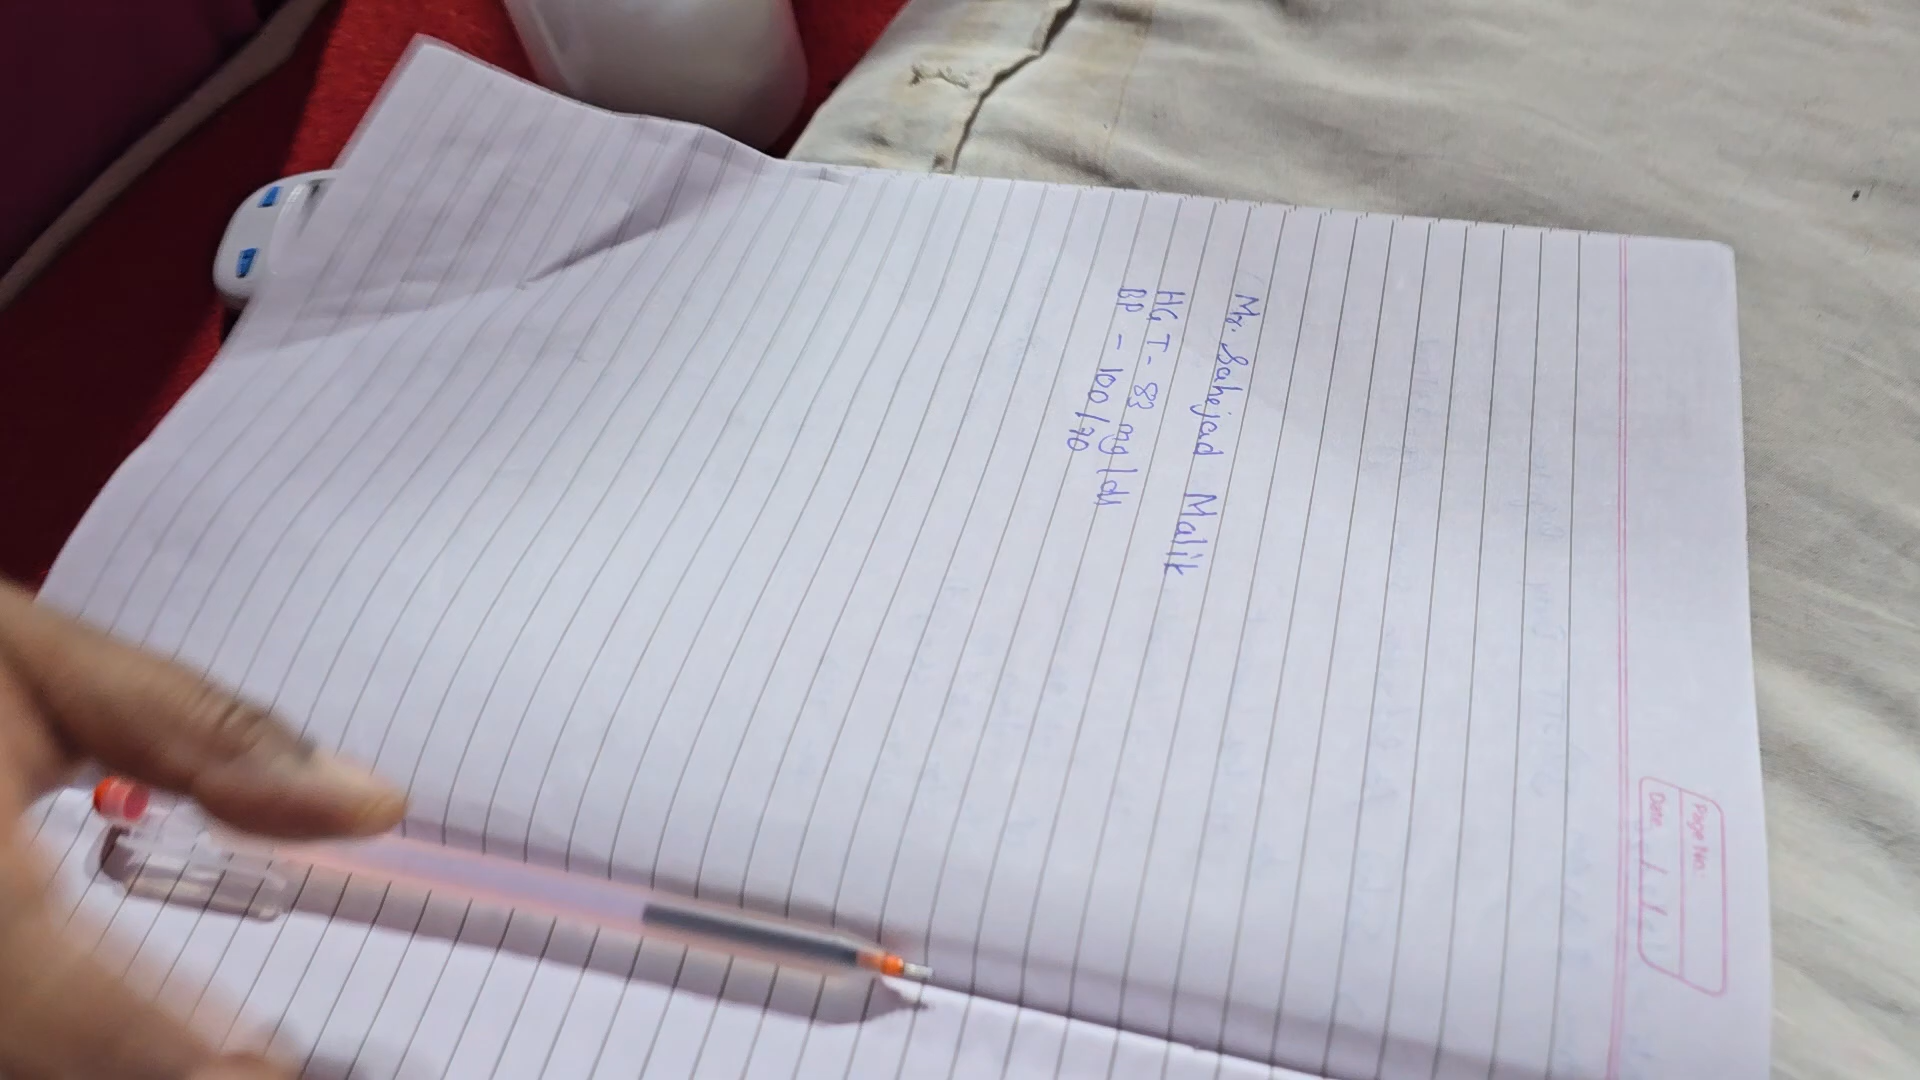 Page No:
Date / /
Mr. Sahejad Malik
HGT - 83 mg/dl
BP - 100/70